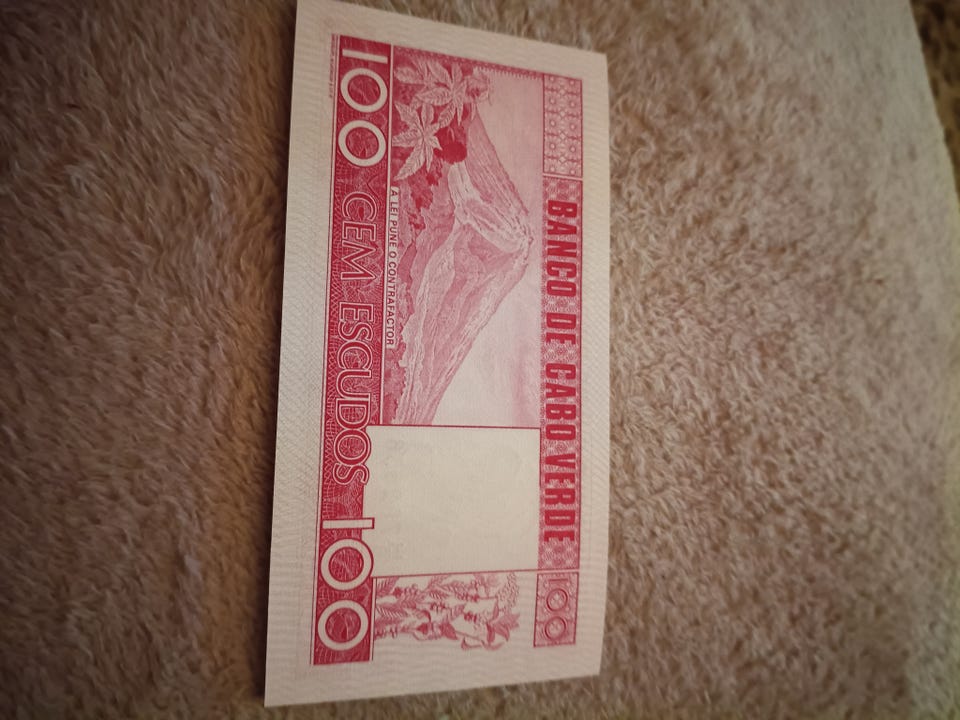 BANCO DE CABO VERDE 100
A LEI PUNE O CONTRAFACTOR
100 CEM ESCUDOS 100